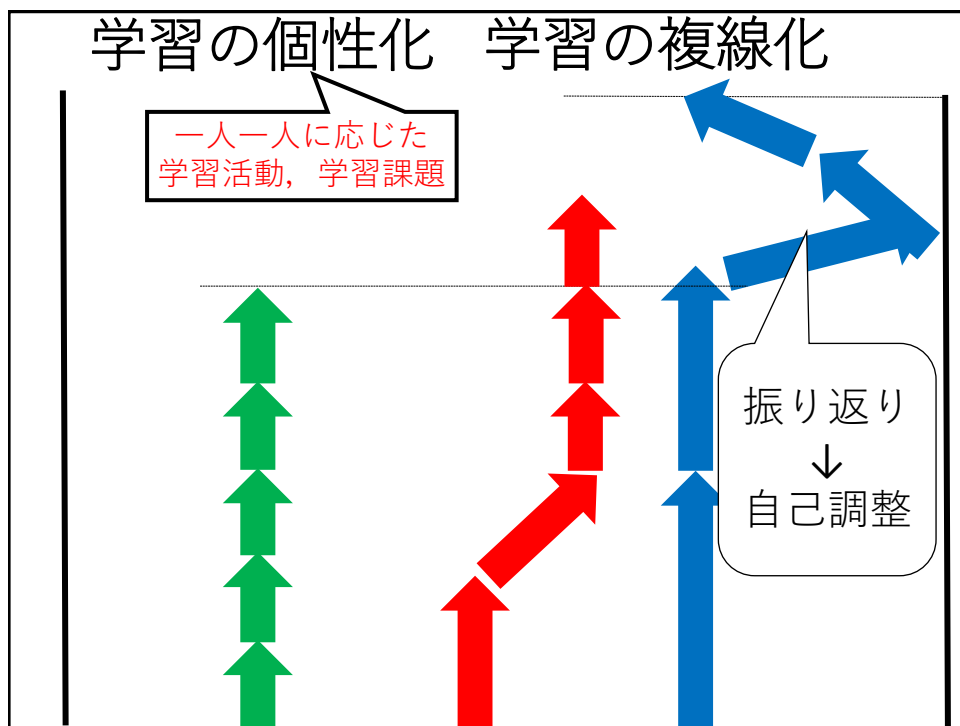 学習の個性化　学習の複線化
一人一人に応じた
学習活動，学習課題
振り返り
↓
自己調整